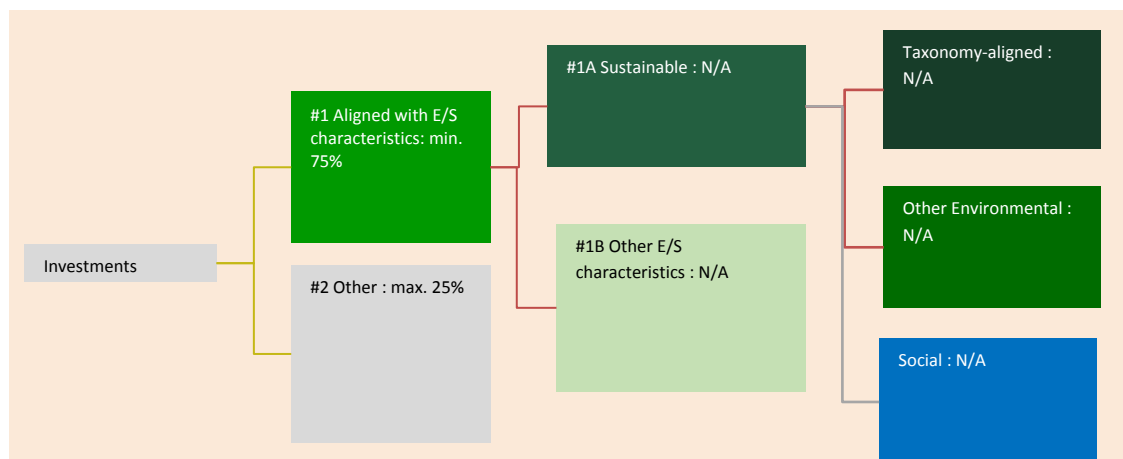 Investments
#1 Aligned with E/S
characteristics: min.
75%
#2 Other : max. 25%
#1A Sustainable : N/A
#1B Other E/S
characteristics : N/A
Taxonomy-aligned :
N/A
Other Environmental :
N/A
Social : N/A